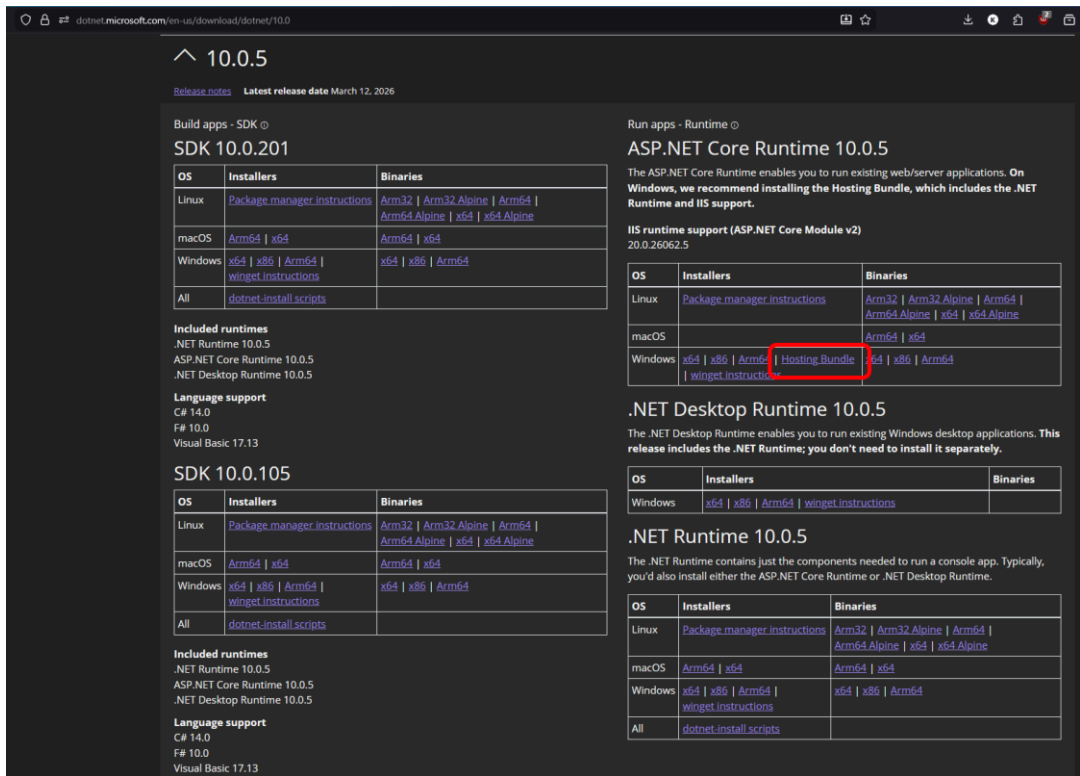 dotnet.microsoft.com/en-us/download/dotnet/10.0
2
10.0.5
Release notes Latest release date March 12, 2026
Build apps - SDK
SDK 10.0.201
OS Installers Binaries
Linux Package manager instructions Arm32 | Arm32 Alpine | Arm64 |
Arm64 Alpine | x64 | x64 Alpine
macOS Arm64 | x64 Arm64 | x64
Windows x64 | x86 | Arm64 | x64 | x86 | Arm64
winget instructions
All dotnet-install scripts
Included runtimes
.NET Runtime 10.0.5
ASP.NET Core Runtime 10.0.5
.NET Desktop Runtime 10.0.5
Language support
C# 14.0
F# 10.0
Visual Basic 17.13
SDK 10.0.105
OS Installers Binaries
Linux Package manager instructions Arm32 | Arm32 Alpine | Arm64 |
Arm64 Alpine | x64 | x64 Alpine
macOS Arm64 | x64 Arm64 | x64
Windows x64 | x86 | Arm64 | x64 | x86 | Arm64
winget instructions
All dotnet-install scripts
Included runtimes
.NET Runtime 10.0.5
ASP.NET Core Runtime 10.0.5
.NET Desktop Runtime 10.0.5
Language support
C# 14.0
F# 10.0
Visual Basic 17.13
Run apps - Runtime
ASP.NET Core Runtime 10.0.5
The ASP.NET Core Runtime enables you to run existing web/server applications. On
Windows, we recommend installing the Hosting Bundle, which includes the .NET
Runtime and IIS support.
IIS runtime support (ASP.NET Core Module v2)
20.0.26062.5
OS Installers Binaries
Linux Package manager instructions Arm32 | Arm32 Alpine | Arm64 |
Arm64 Alpine | x64 | x64 Alpine
macOS Arm64 | x64
Windows x64 | x86 | Arm64 | Hosting Bundle x64 | x86 | Arm64
| winget instructions
.NET Desktop Runtime 10.0.5
The .NET Desktop Runtime enables you to run existing Windows desktop applications. This
release includes the .NET Runtime; you don't need to install it separately.
OS Installers Binaries
Windows x64 | x86 | Arm64 | winget instructions
.NET Runtime 10.0.5
The .NET Runtime contains just the components needed to run a console app. Typically,
you'd also install either the ASP.NET Core Runtime or .NET Desktop Runtime.
OS Installers Binaries
Linux Package manager instructions Arm32 | Arm32 Alpine | Arm64 |
Arm64 Alpine | x64 | x64 Alpine
macOS Arm64 | x64 Arm64 | x64
Windows x64 | x86 | Arm64 | x64 | x86 | Arm64
winget instructions
All dotnet-install scripts